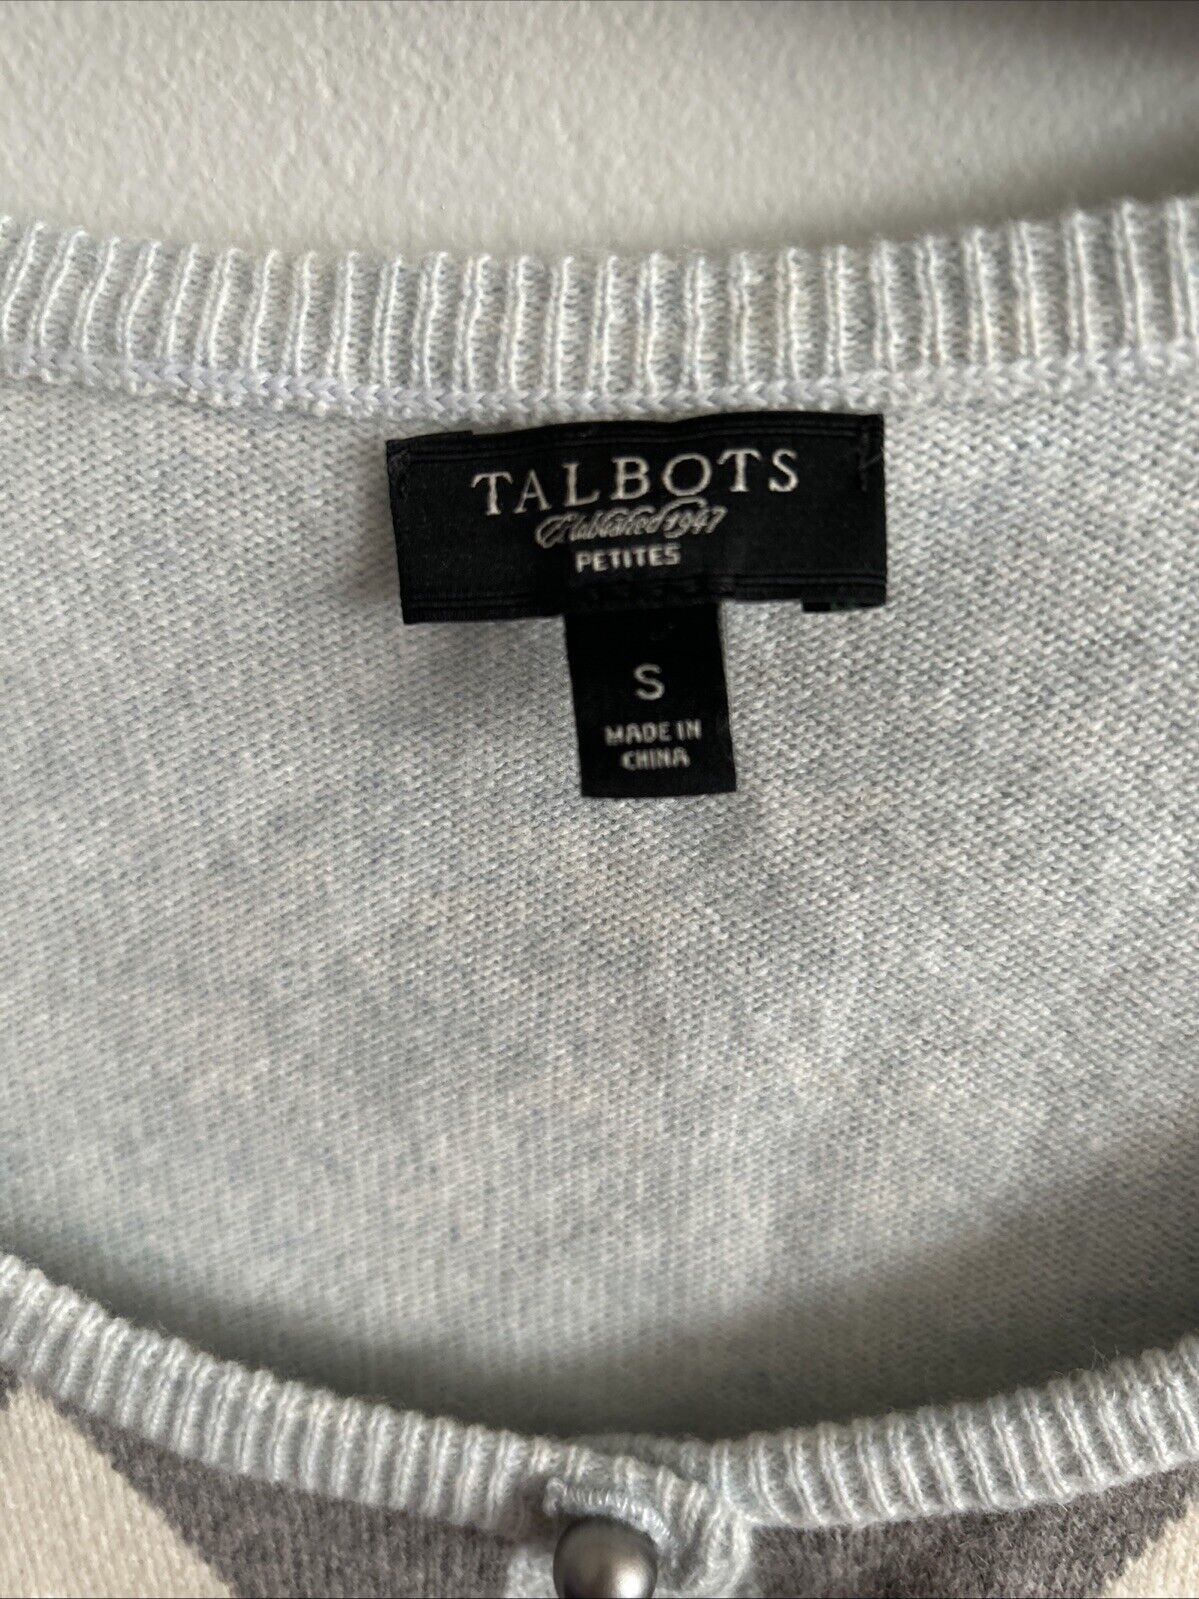 TALBOTS
Established 1947
PETITES
S
MADE IN
CHINA